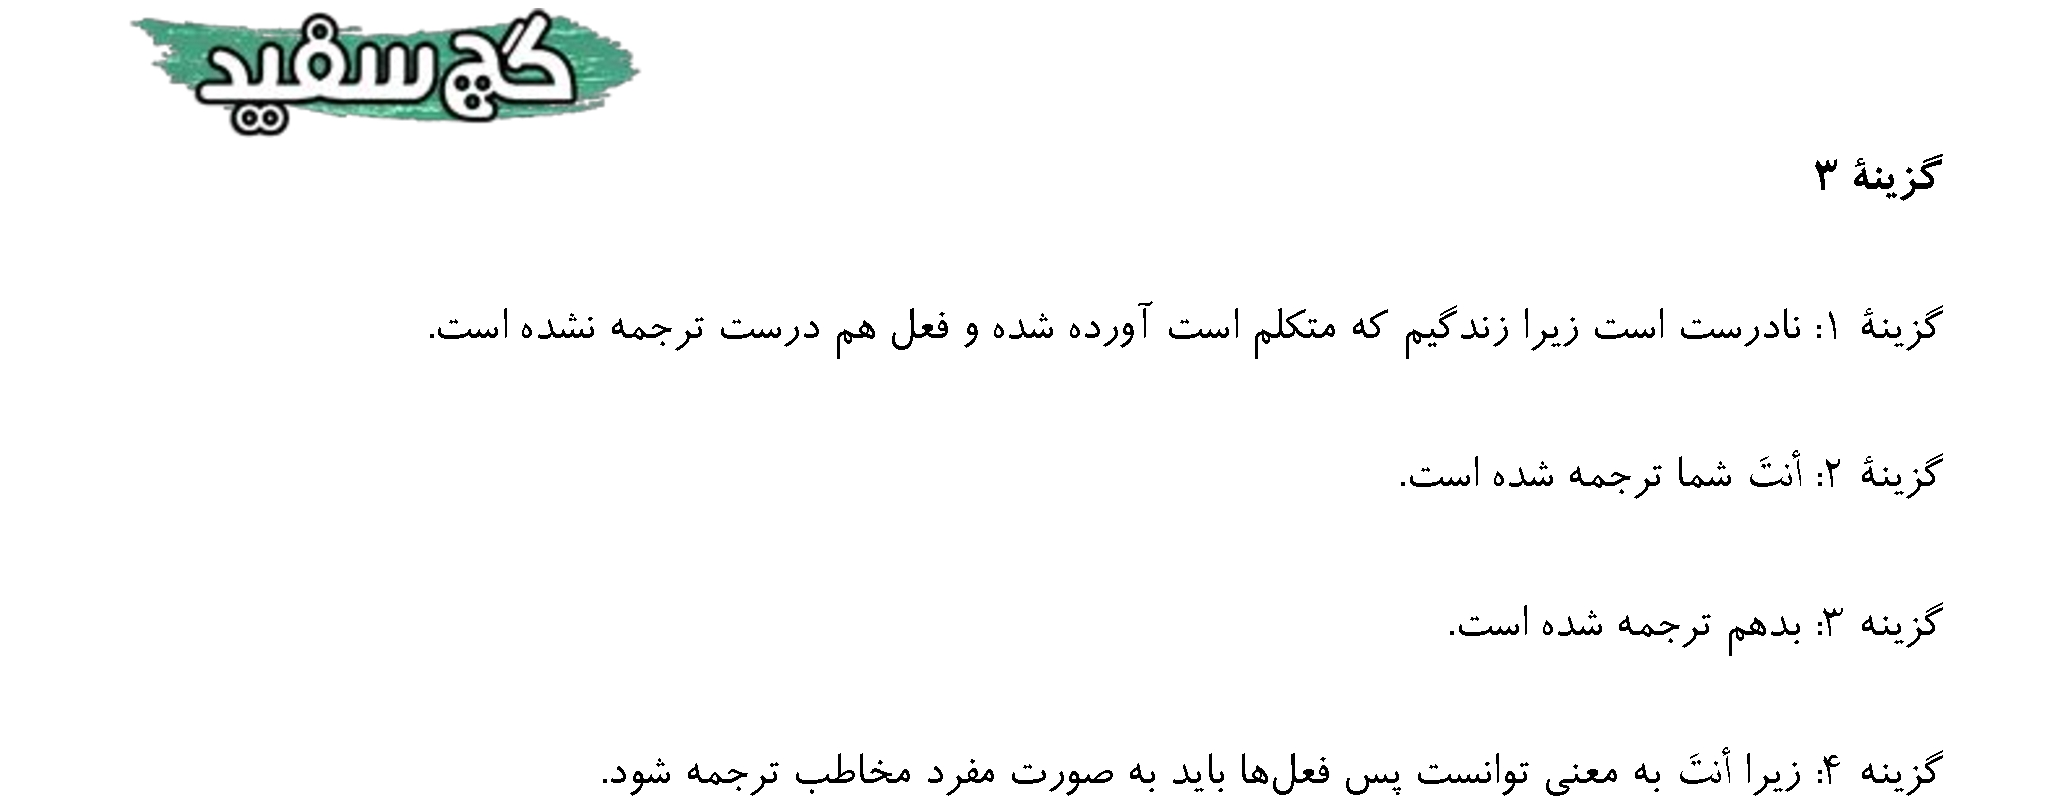 گچ سفید
گزینهٔ ۳
گزینهٔ ۱: نادرست است زیرا زندگیم که متکلم است آورده شده و فعل هم درست ترجمه نشده است.
گزینهٔ ۲: أنتَ شما ترجمه شده است.
گزینه ۳: بدهم ترجمه شده است.
گزینه ۴: زیرا أنتَ به معنی توانست پس فعل‌ها باید به صورت مفرد مخاطب ترجمه شود.